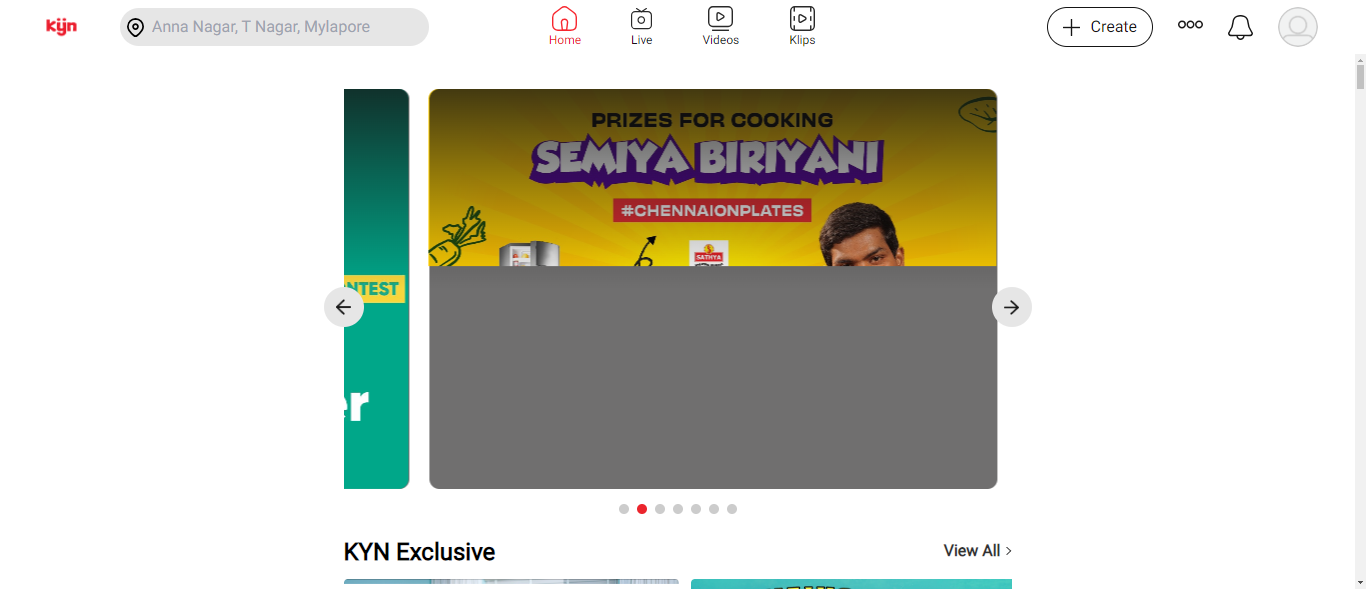 kyn
Anna Nagar, T Nagar, Mylapore
Home
Live
Videos
Klips
Create
NTEST
er
PRIZES FOR COOKING
SEMIYA BIRIYANI
#CHENNAIONPLATES
SATHYA
KYN Exclusive
View All